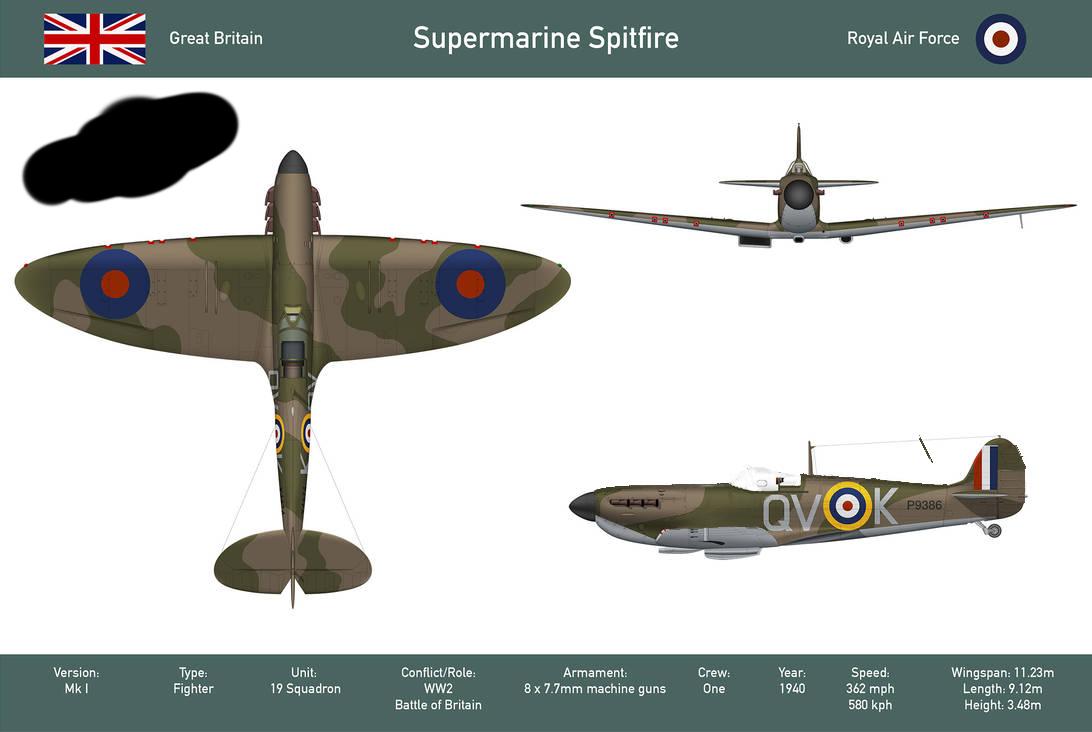 Great Britain
Supermarine Spitfire
Royal Air Force
QV K
P9386
Version:
Mk I
Type:
Fighter
Unit:
19 Squadron
Conflict/Role:
WW2
Battle of Britain
Armament:
8 x 7.7mm machine guns
Crew:
One
Year:
1940
Speed:
362 mph
580 kph
Wingspan: 11.23m
Length: 9.12m
Height: 3.48m